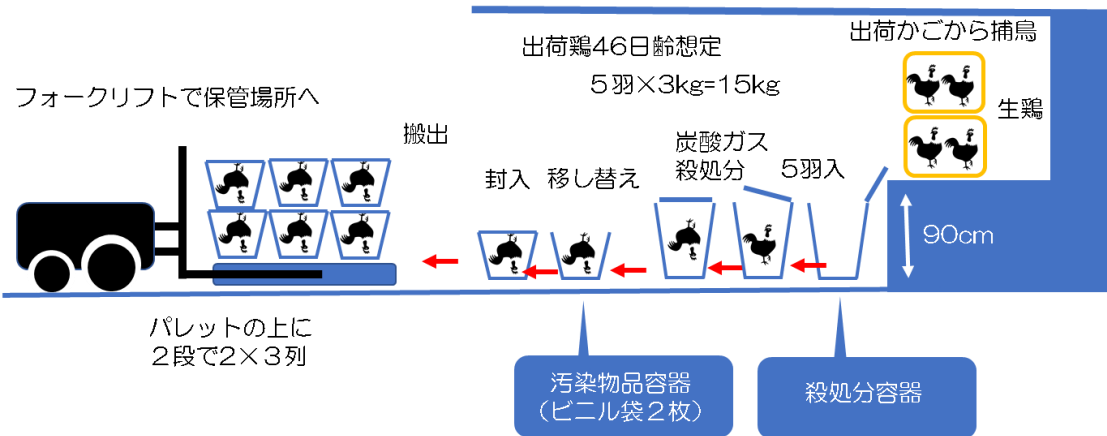 出荷鶏46日齢想定
５羽×3kg=15kg
出荷かごから捕鳥
生鶏
フォークリフトで保管場所へ
搬出
封入
移し替え
炭酸ガス
殺処分
５羽入
90cm
パレットの上に
２段で2×３列
汚染物品容器
（ビニル袋２枚）
殺処分容器